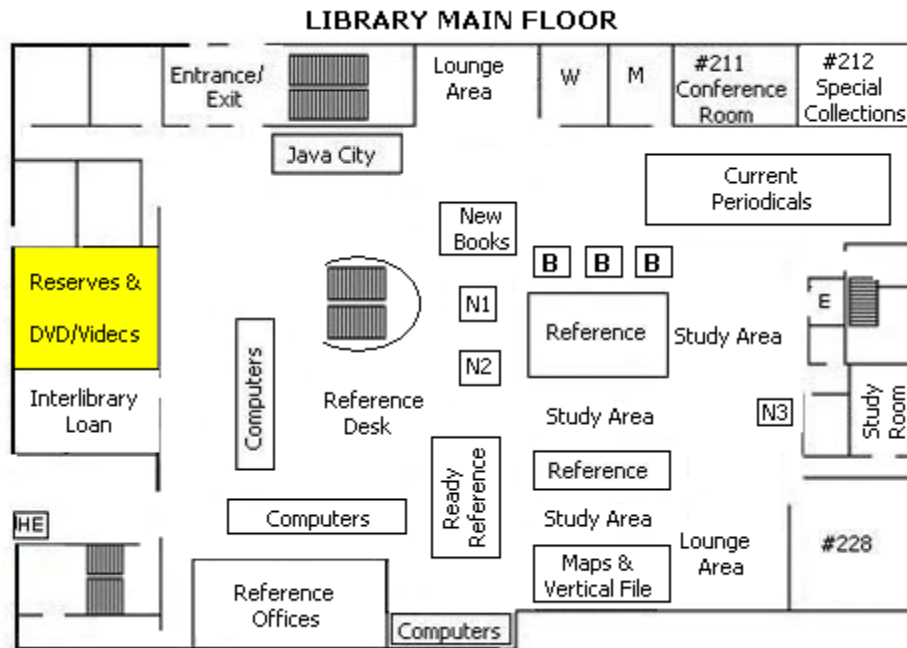 LIBRARY MAIN FLOOR
Entrance/
Exit
Lounge
Area
W
M
#211
Conference
Room
#212
Special
Collections
Java City
Current
Periodicals
New
Books
B
B
B
Reserves &
DVD/Videcs
N1
Reference
Study Area
E
N2
Computers
Reference
Desk
Interlibrary
Loan
Study Area
N3
Study
Room
Ready
Reference
Reference
Computers
Study Area
HE
Lounge
Area
#228
Maps &
Vertical File
Reference
Offices
Computers